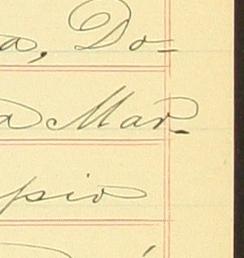 a, Do=
a Mar-
pio